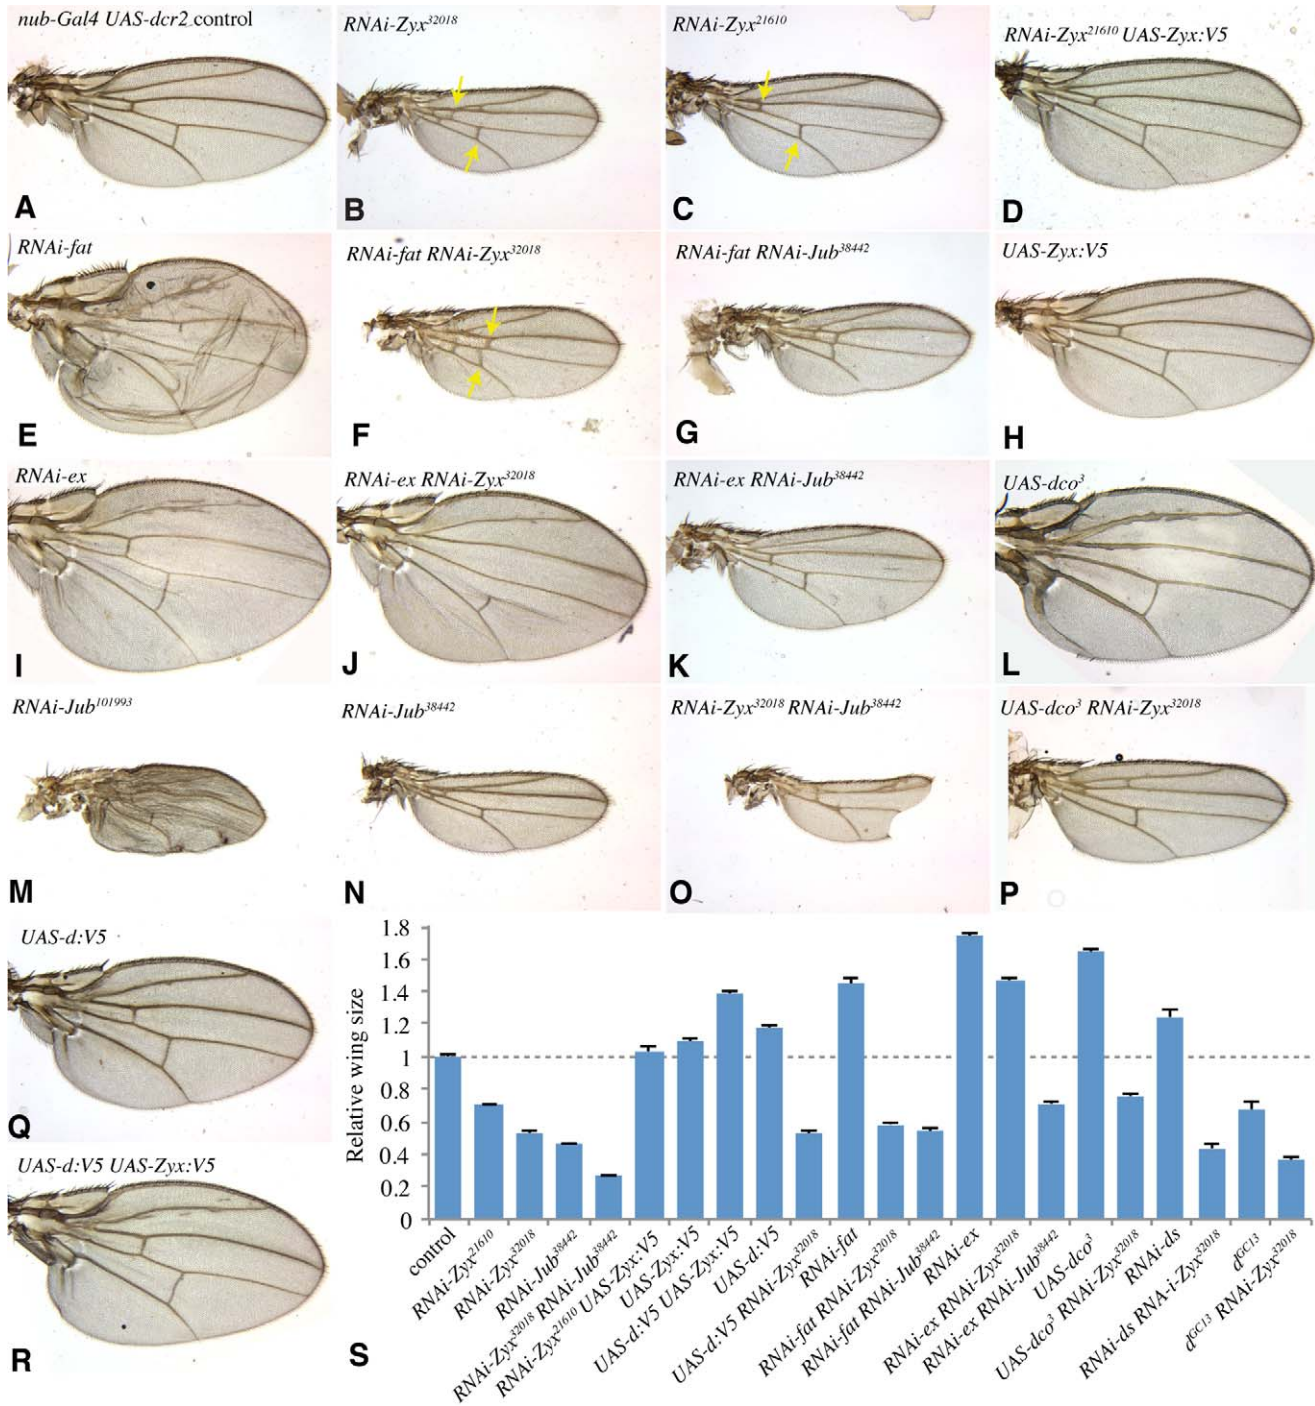 nub-Gal4 UAS-dcr2 control
RNAi-Zyx32018
RNAi-Zyx21610
RNAi-Zyx21610 UAS-Zyx:V5
A
B
C
D
RNAi-fat
RNAi-fat RNAi-Zyx32018
RNAi-fat RNAi-Jub38442
UAS-Zyx:V5
E
F
G
H
RNAi-ex
RNAi-ex RNAi-Zyx32018
RNAi-ex RNAi-Jub38442
UAS-dco3
I
J
K
L
RNAi-Jub101993
RNAi-Jub38442
RNAi-Zyx32018 RNAi-Jub38442
UAS-dco3 RNAi-Zyx32018
M
N
O
P
UAS-d:V5
Q
UAS-d:V5 UAS-Zyx:V5
R
Relative wing size
1.8
1.6
1.4
1.2
1
0.8
0.6
0.4
0.2
0
control
RNAi-Zyx21610
RNAi-Zyx32018
RNAi-Jub38442
RNAi-Zyx32018 RNAi-Jub38442
RNAi-Zyx21610 UAS-Zyx:V5
UAS-Zyx:V5
UAS-d:V5 UAS-Zyx:V5
UAS-d:V5
UAS-d:V5 RNAi-Zyx32018
RNAi-fat
RNAi-fat RNAi-Zyx32018
RNAi-fat RNAi-Jub38442
RNAi-ex
RNAi-ex RNAi-Zyx32018
RNAi-ex RNAi-Jub38442
UAS-dco3
UAS-dco3 RNAi-Zyx32018
RNAi-ds
RNAi-ds RNA-i-Zyx32018
dGC13
dGC13 RNAi-Zyx32018
S